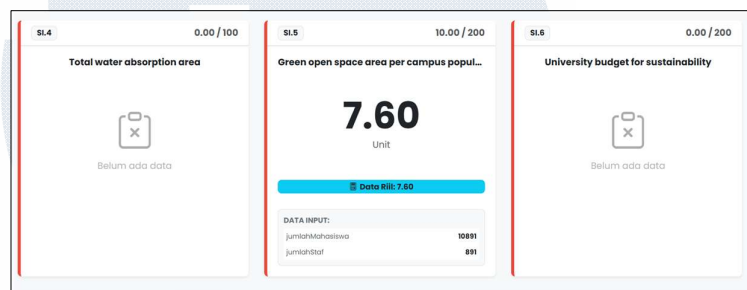 SI.4 0.00 / 100
Total water absorption area
Belum ada data
SI.5 10.00 / 200
Green open space area per campus popul...
7.60
Unit
Data Riil: 7.60
DATA INPUT:
jumlahMahasiswa 10891
jumlahStaf 891
SI.6 0.00 / 200
University budget for sustainability
Belum ada data